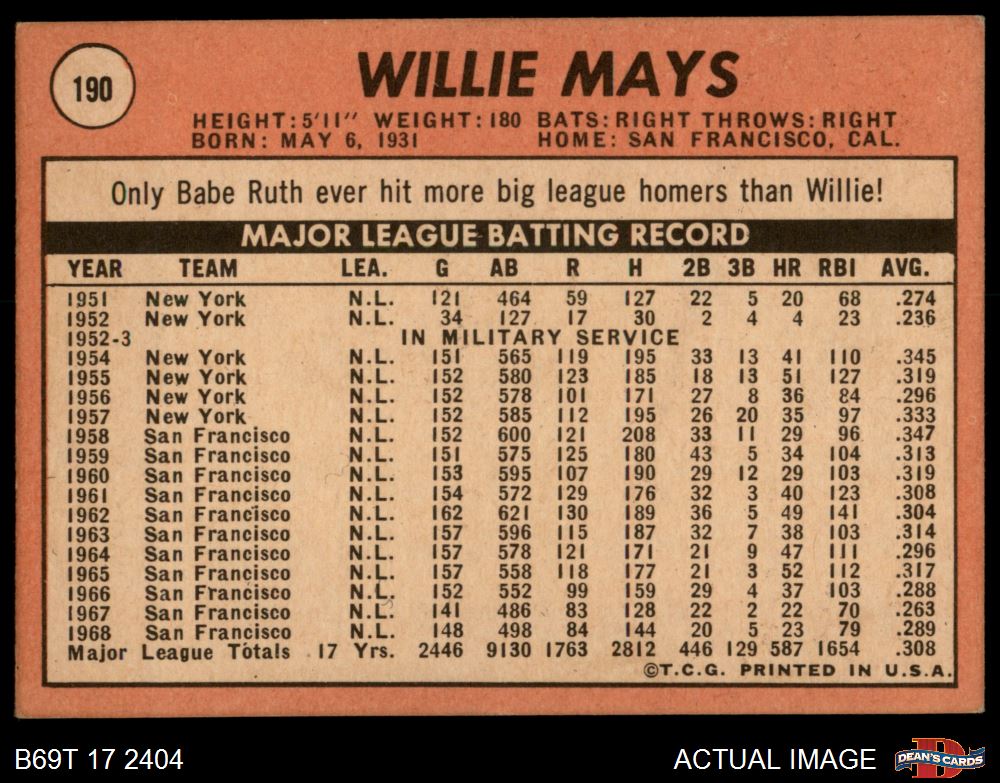 190
WILLIE MAYS
HEIGHT: 5'11" WEIGHT: 180 BATS: RIGHT THROWS: RIGHT
BORN: MAY 6, 1931 HOME: SAN FRANCISCO, CAL.
Only Babe Ruth ever hit more big league homers than Willie!
MAJOR LEAGUE BATTING RECORD
YEAR TEAM LEA. G AB R H 2B 3B HR RBI AVG.
1951 New York N.L. 121 464 59 127 22 5 20 68 .274
1952 New York N.L. 34 127 17 30 2 4 4 23 .236
1952-3 IN MILITARY SERVICE
1954 New York N.L. 151 565 119 195 33 13 41 110 .345
1955 New York N.L. 152 580 123 185 18 13 51 127 .319
1956 New York N.L. 152 578 101 171 27 8 36 84 .296
1957 New York N.L. 152 585 112 195 26 20 35 97 .333
1958 San Francisco N.L. 152 600 121 208 33 11 29 96 .347
1959 San Francisco N.L. 151 575 125 180 43 5 34 104 .313
1960 San Francisco N.L. 153 595 107 190 29 12 29 103 .319
1961 San Francisco N.L. 154 572 129 176 32 3 40 123 .308
1962 San Francisco N.L. 162 621 130 189 36 5 49 141 .304
1963 San Francisco N.L. 157 596 115 187 32 7 38 103 .314
1964 San Francisco N.L. 157 578 121 171 21 9 47 111 .296
1965 San Francisco N.L. 157 558 118 177 21 3 52 112 .317
1966 San Francisco N.L. 152 552 99 159 29 4 37 103 .288
1967 San Francisco N.L. 141 486 83 128 22 2 22 70 .263
1968 San Francisco N.L. 148 498 84 144 20 5 23 79 .289
Major League Totals 17 Yrs. 2446 9130 1763 2812 446 129 587 1654 .308
©T.C.G. PRINTED IN U.S.A.
B69T 17 2404 ACTUAL IMAGE D DEAN'S CARDS